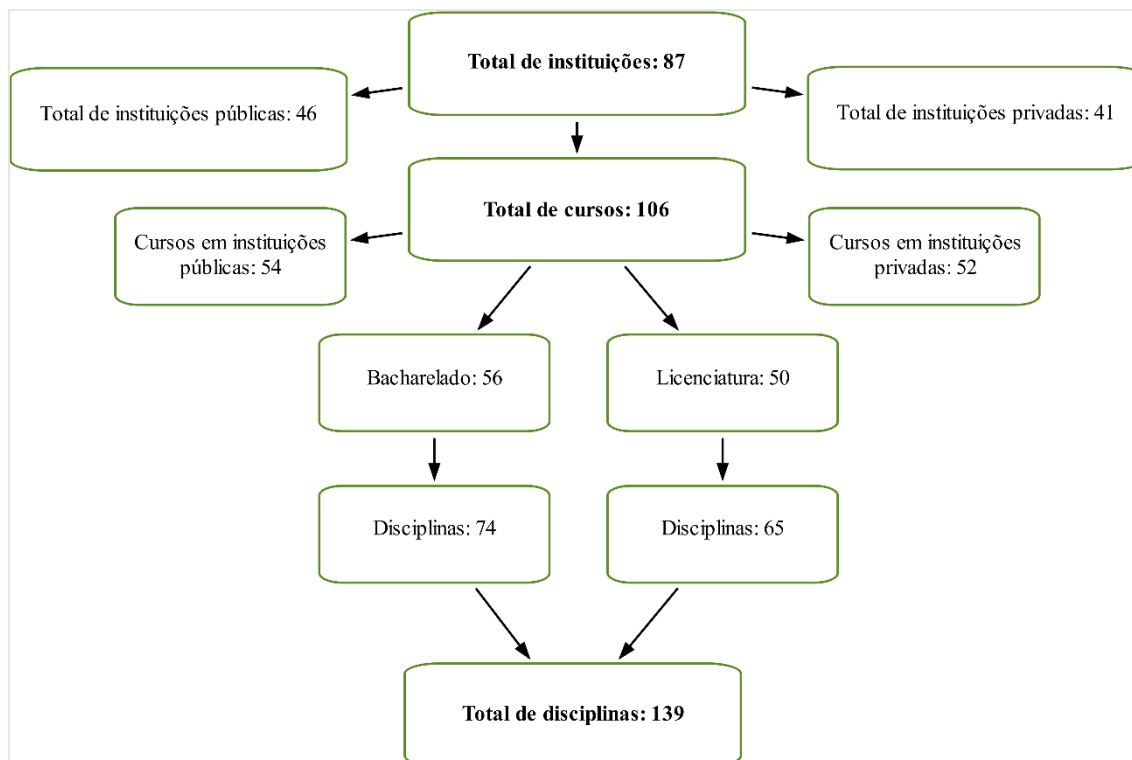 Total de instituições: 87
Total de instituições públicas: 46
Total de instituições privadas: 41
Total de cursos: 106
Cursos em instituições
públicas: 54
Cursos em instituições
privadas: 52
Bacharelado: 56
Licenciatura: 50
Disciplinas: 74
Disciplinas: 65
Total de disciplinas: 139